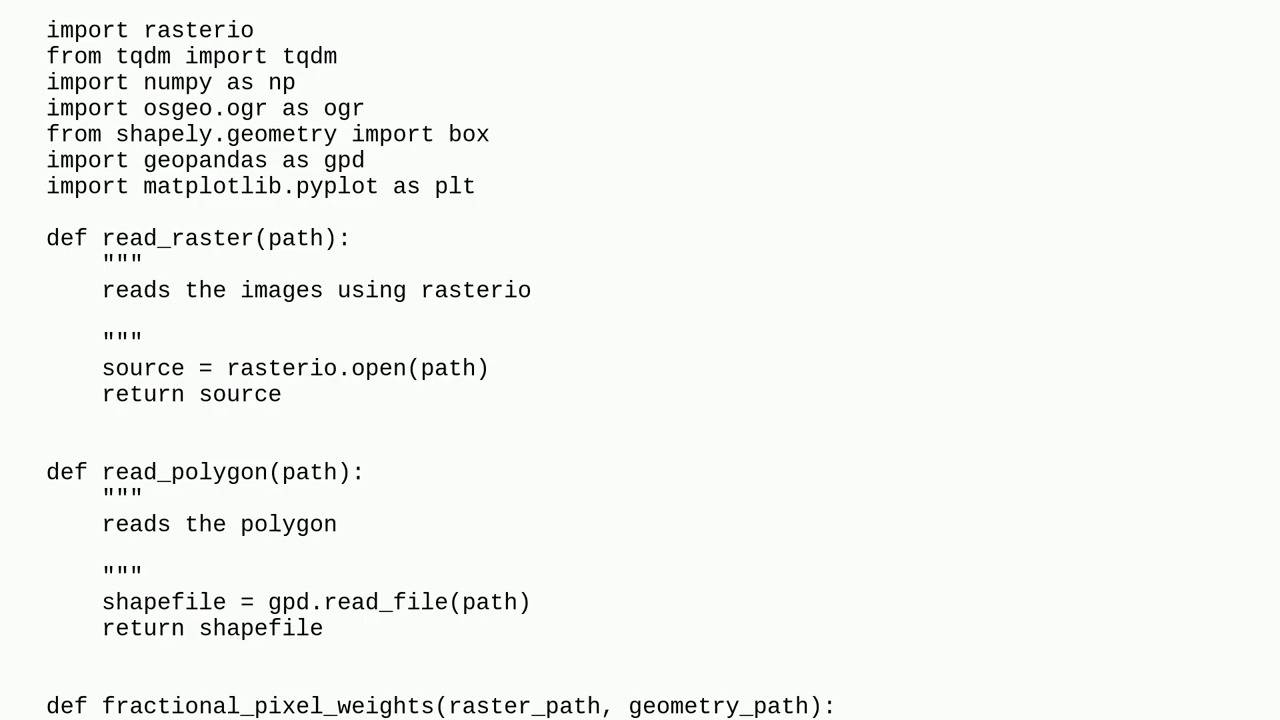 import rasterio
from tqdm import tqdm
import numpy as np
import osgeo.ogr as ogr
from shapely.geometry import box
import geopandas as gpd
import matplotlib.pyplot as plt

def read_raster(path):
    """
    reads the images using rasterio

    """
    source = rasterio.open(path)
    return source


def read_polygon(path):
    """
    reads the polygon

    """
    shapefile = gpd.read_file(path)
    return shapefile


def fractional_pixel_weights(raster_path, geometry_path):